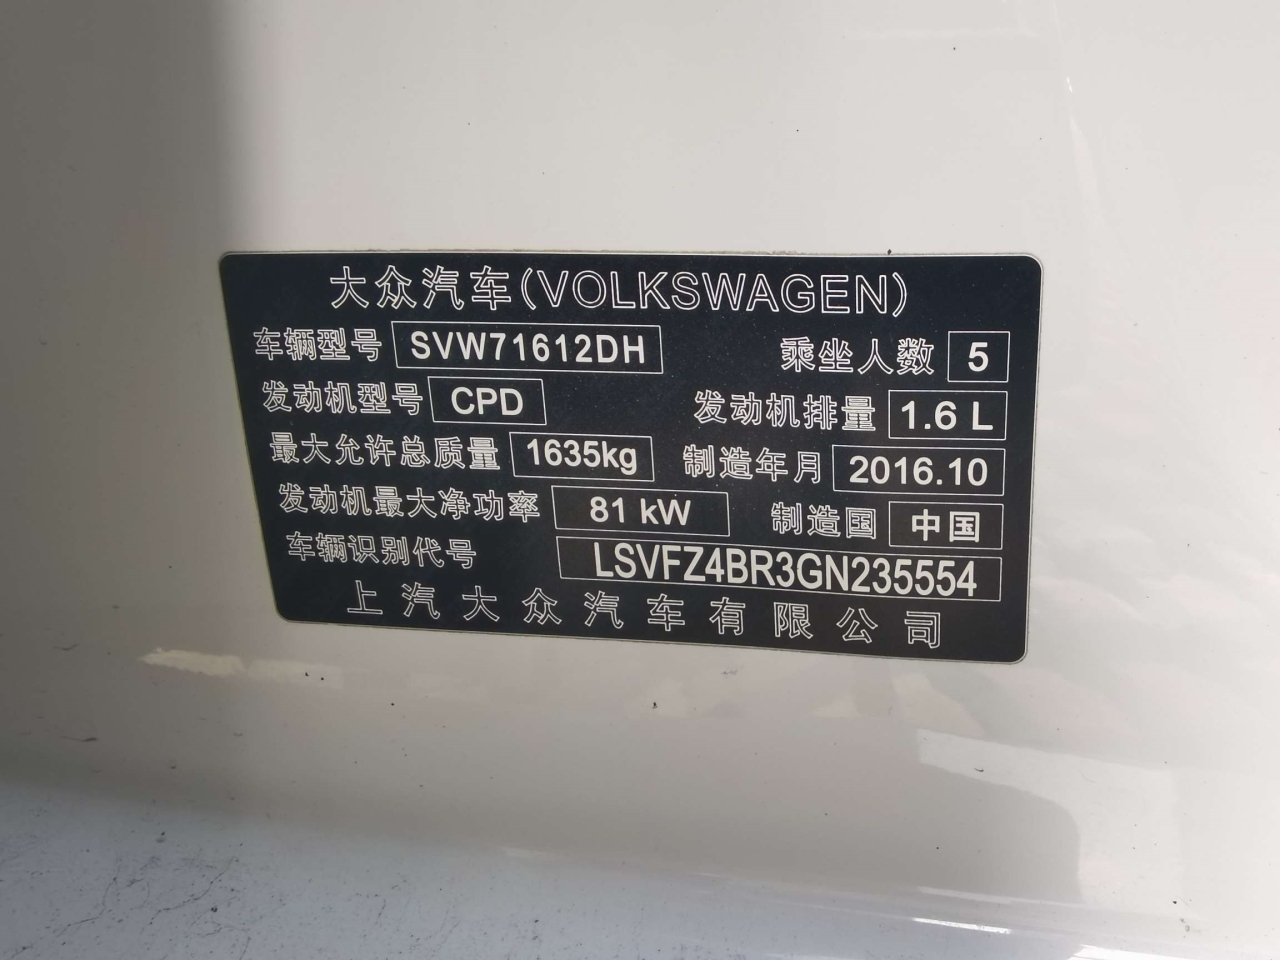 大众汽车(VOLKSWAGEN)
车辆型号 SVW71612DH 乘坐人数 5
发动机型号 CPD 发动机排量 1.6 L
最大允许总质量 1635kg 制造年月 2016.10
发动机最大净功率 81 kW 制造国 中国
车辆识别代号 LSVFZ4BR3GN235554
上汽大众汽车有限公司